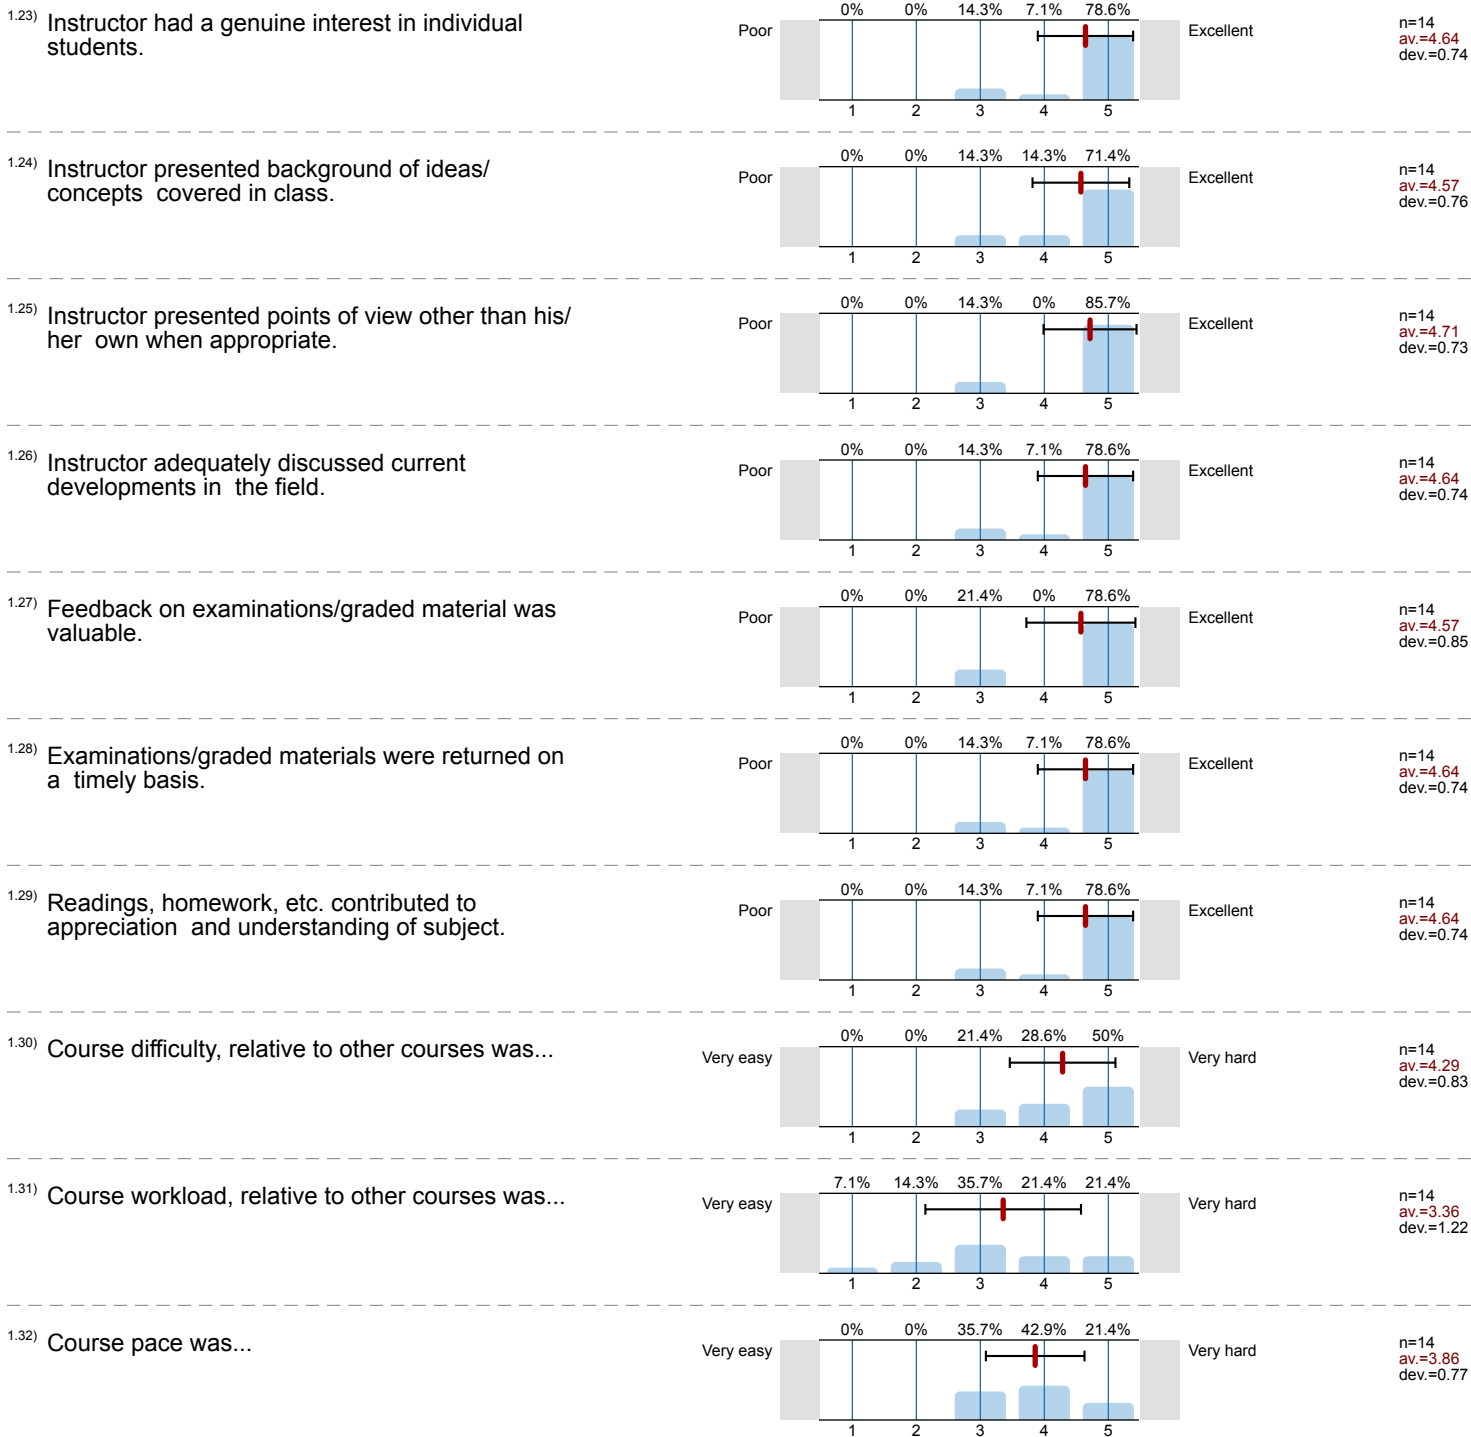 1.23) Instructor had a genuine interest in individual
students.
0% 0% 14.3% 7.1% 78.6%
Poor Excellent
1 2 3 4 5
n=14
av.=4.64
dev.=0.74
1.24) Instructor presented background of ideas/
concepts covered in class.
0% 0% 14.3% 14.3% 71.4%
Poor Excellent
1 2 3 4 5
n=14
av.=4.57
dev.=0.76
1.25) Instructor presented points of view other than his/
her own when appropriate.
0% 0% 14.3% 0% 85.7%
Poor Excellent
1 2 3 4 5
n=14
av.=4.71
dev.=0.73
1.26) Instructor adequately discussed current
developments in the field.
0% 0% 14.3% 7.1% 78.6%
Poor Excellent
1 2 3 4 5
n=14
av.=4.64
dev.=0.74
1.27) Feedback on examinations/graded material was
valuable.
0% 0% 21.4% 0% 78.6%
Poor Excellent
1 2 3 4 5
n=14
av.=4.57
dev.=0.85
1.28) Examinations/graded materials were returned on
a timely basis.
0% 0% 14.3% 7.1% 78.6%
Poor Excellent
1 2 3 4 5
n=14
av.=4.64
dev.=0.74
1.29) Readings, homework, etc. contributed to
appreciation and understanding of subject.
0% 0% 14.3% 7.1% 78.6%
Poor Excellent
1 2 3 4 5
n=14
av.=4.64
dev.=0.74
1.30) Course difficulty, relative to other courses was...
0% 0% 21.4% 28.6% 50%
Very easy Very hard
1 2 3 4 5
n=14
av.=4.29
dev.=0.83
1.31) Course workload, relative to other courses was...
7.1% 14.3% 35.7% 21.4% 21.4%
Very easy Very hard
1 2 3 4 5
n=14
av.=3.36
dev.=1.22
1.32) Course pace was...
0% 0% 35.7% 42.9% 21.4%
Very easy Very hard
1 2 3 4 5
n=14
av.=3.86
dev.=0.77